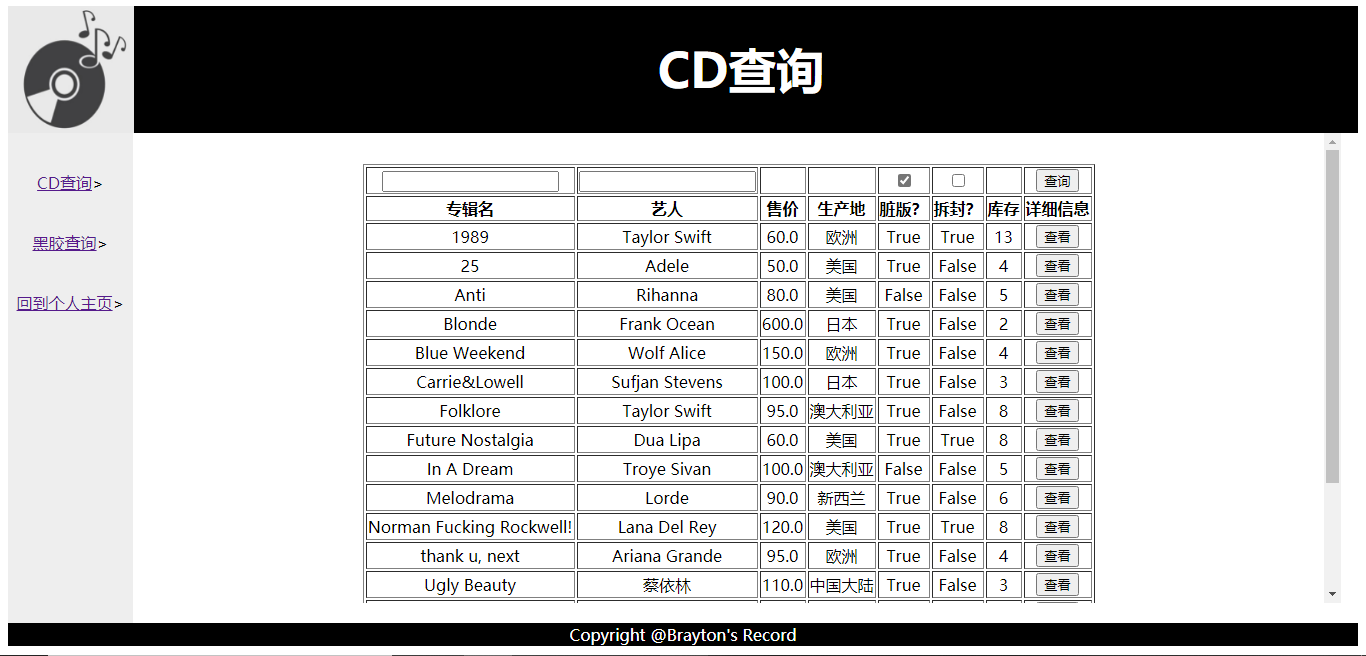 CD查询
CD查询>
黑胶查询>
回到个人主页>
查询
专辑名 艺人 售价 生产地 脏版？ 拆封？ 库存 详细信息
1989 Taylor Swift 60.0 欧洲 True True 13 查看
25 Adele 50.0 美国 True False 4 查看
Anti Rihanna 80.0 美国 False False 5 查看
Blonde Frank Ocean 600.0 日本 True False 2 查看
Blue Weekend Wolf Alice 150.0 欧洲 True False 4 查看
Carrie&Lowell Sufjan Stevens 100.0 日本 True False 3 查看
Folklore Taylor Swift 95.0 澳大利亚 True False 8 查看
Future Nostalgia Dua Lipa 60.0 美国 True True 8 查看
In A Dream Troye Sivan 100.0 澳大利亚 False False 5 查看
Melodrama Lorde 90.0 新西兰 True False 6 查看
Norman Fucking Rockwell! Lana Del Rey 120.0 美国 True True 8 查看
thank u, next Ariana Grande 95.0 欧洲 True False 4 查看
Ugly Beauty 蔡依林 110.0 中国大陆 True False 3 查看
Copyright @Brayton's Record